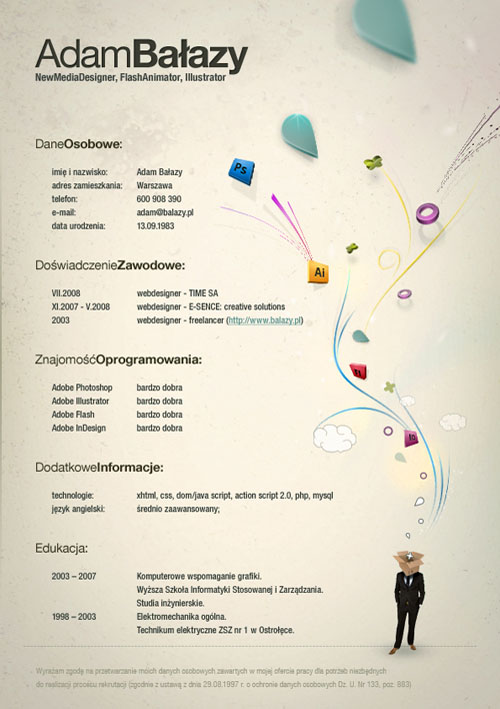 AdamBałazy
NewMediaDesigner, FlashAnimator, Illustrator
DaneOsobowe:
imię i nazwisko: Adam Bałazy
adres zamieszkania: Warszawa
telefon: 600 908 390
e-mail: adam@balazy.pl
data urodzenia: 13.09.1983
DoświadczenieZawodowe:
VII.2008 webdesigner - TIME SA
XI.2007 - V.2008 webdesigner - E-SENCE: creative solutions
2003 webdesigner - freelancer (http://www.balazy.pl)
ZnajomośćOprogramowania:
Adobe Photoshop bardzo dobra
Adobe Illustrator bardzo dobra
Adobe Flash bardzo dobra
Adobe InDesign bardzo dobra
DodatkoweInformacje:
technologie: xhtml, css, dom/java script, action script 2.0, php, mysql
język angielski: średnio zaawansowany;
Edukacja:
2003 – 2007 Komputerowe wspomaganie grafiki.
Wyższa Szkoła Informatyki Stosowanej i Zarządzania.
Studia inżynierskie.
1998 – 2003 Elektromechanika ogólna.
Technikum elektryczne ZSZ nr 1 w Ostrołęce.
Wyrażam zgodę na przetwarzanie moich danych osobowych zawartych w mojej ofercie pracy dla potrzeb niezbędnych
do realizacji procesu rekrutacji (zgodnie z ustawą z dnia 29.08.1997 r. o ochronie danych osobowych Dz. U. Nr 133, poz. 883)
Ps
Ai
Fl
Id